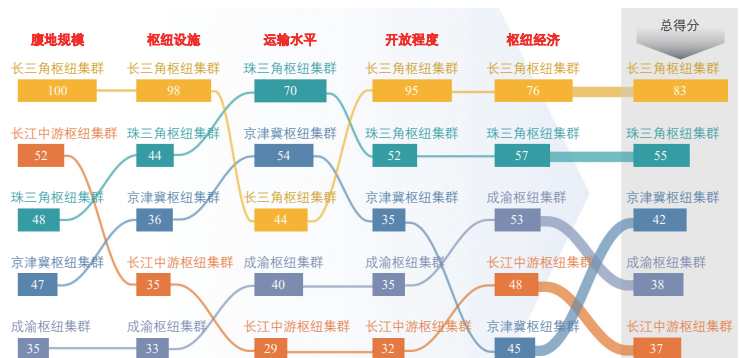 腹地规模 枢纽设施 运输水平 开放程度 枢纽经济 总得分
长三角枢纽集群 长三角枢纽集群 珠三角枢纽集群 长三角枢纽集群 长三角枢纽集群 长三角枢纽集群
100 98 70 95 76 83
长江中游枢纽集群 珠三角枢纽集群 京津冀枢纽集群 珠三角枢纽集群 珠三角枢纽集群 珠三角枢纽集群
52 44 54 52 57 55
珠三角枢纽集群 京津冀枢纽集群 长三角枢纽集群 京津冀枢纽集群 成渝枢纽集群 京津冀枢纽集群
48 36 44 35 53 42
京津冀枢纽集群 长江中游枢纽集群 成渝枢纽集群 成渝枢纽集群 长江中游枢纽集群 成渝枢纽集群
47 35 40 35 48 38
成渝枢纽集群 成渝枢纽集群 长江中游枢纽集群 长江中游枢纽集群 京津冀枢纽集群 长江中游枢纽集群
35 33 29 32 45 37